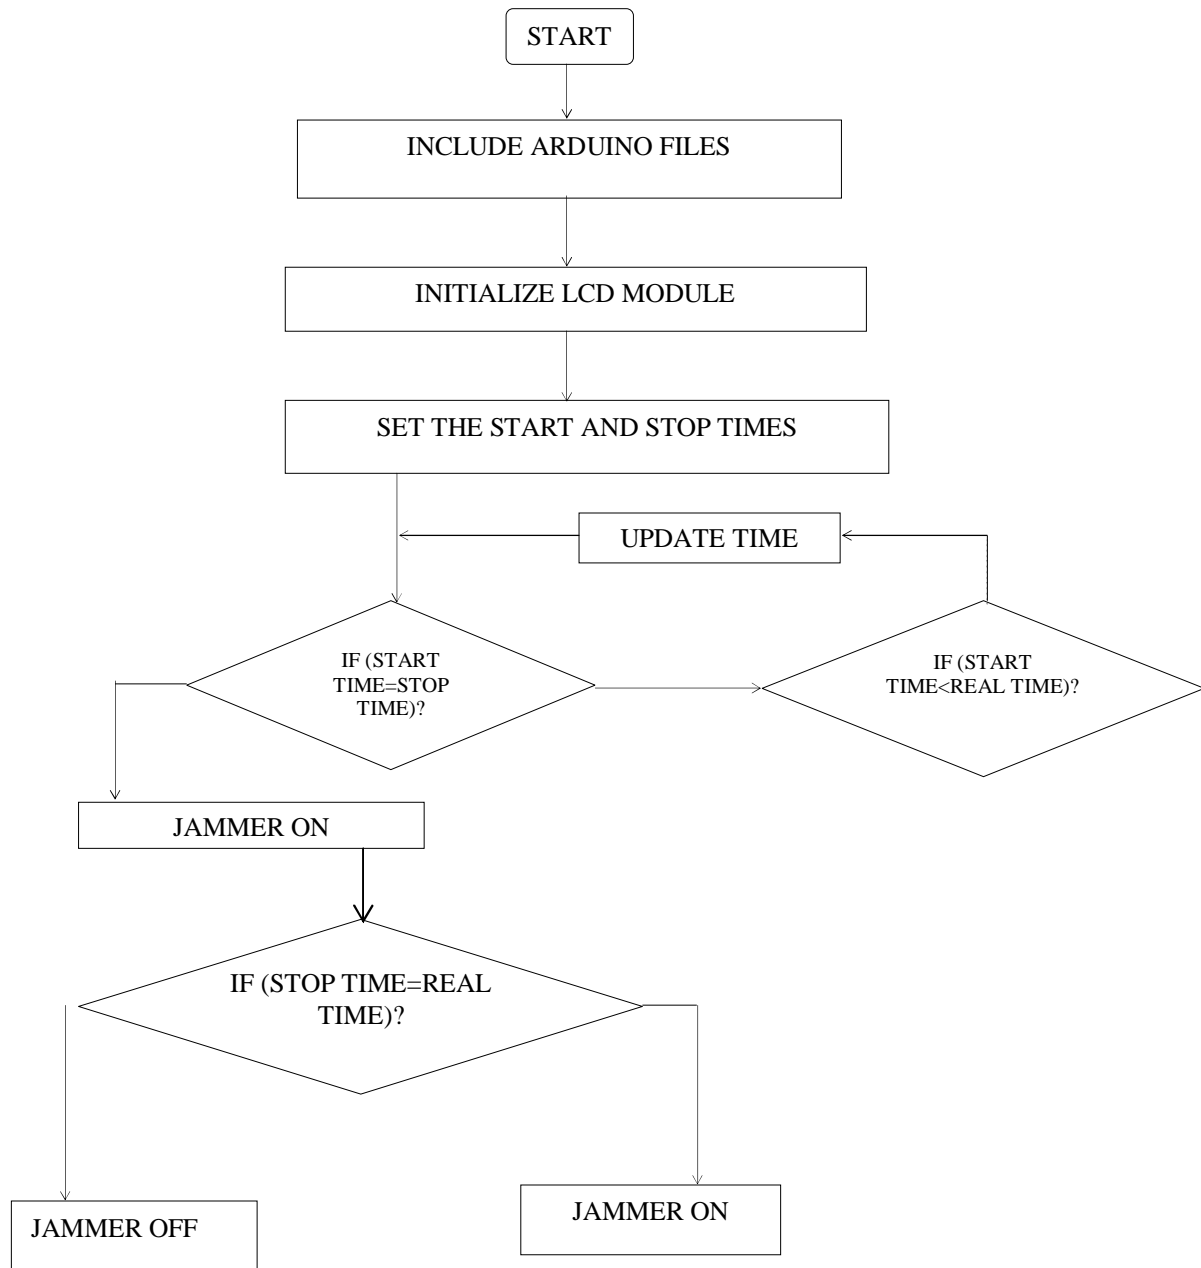 START
INCLUDE ARDUINO FILES
INITIALIZE LCD MODULE
SET THE START AND STOP TIMES
UPDATE TIME
IF (START
TIME=STOP
TIME)?
IF (START
TIME<REAL TIME)?
JAMMER ON
IF (STOP TIME=REAL
TIME)?
JAMMER OFF
JAMMER ON